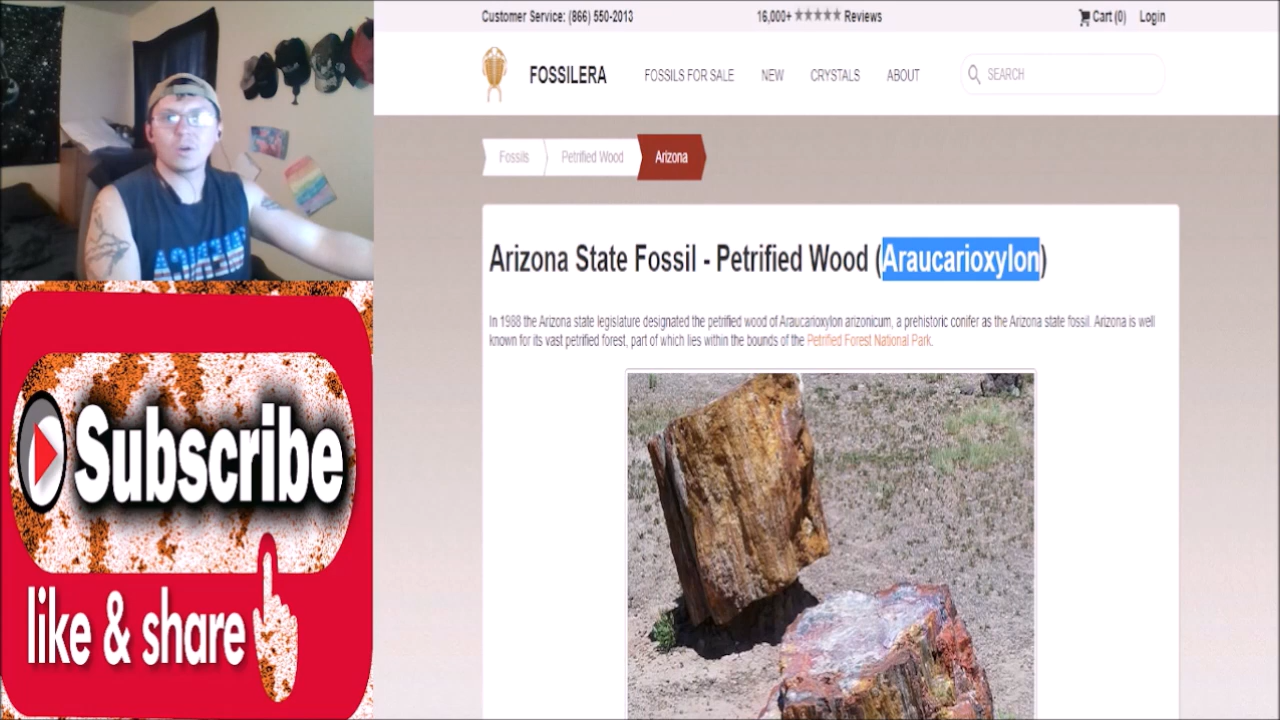 Customer Service: (866) 550-2013
16,000+ ★★★★★ Reviews
Cart (0) Login
FOSSILERA
FOSSILS FOR SALE
NEW
CRYSTALS
ABOUT
SEARCH
Fossils
Petrified Wood
Arizona
Arizona State Fossil - Petrified Wood (Araucarioxylon)
In 1988 the Arizona state legislature designated the petrified wood of Araucarioxylon arizonicum, a prehistoric conifer as the Arizona state fossil. Arizona is well
known for its vast petrified forest, part of which lies within the bounds of the Petrified Forest National Park.
Subscribe
like & share